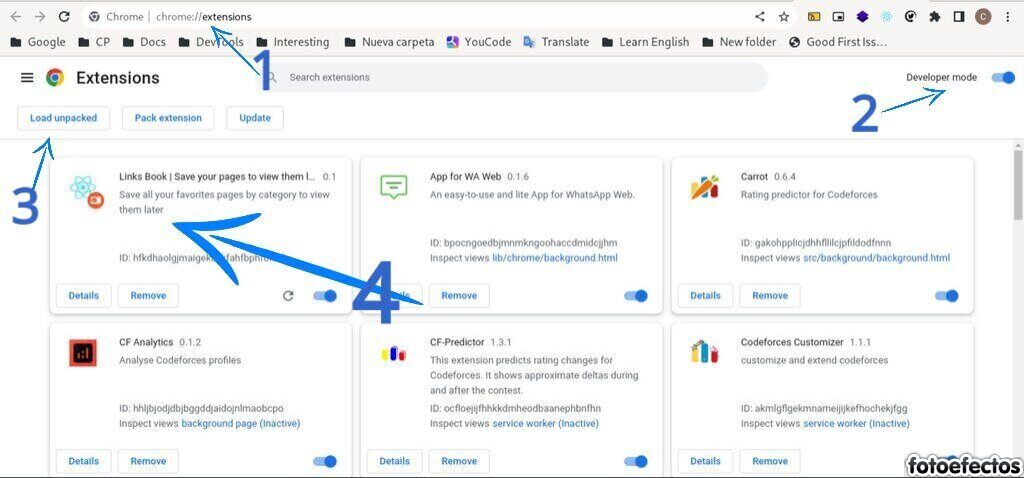 Chrome | chrome://extensions
C
Google CP Docs DevTools Interesting Nueva carpeta YouCode Translate Learn English New folder Good First Iss...
1
Extensions
Search extensions
Developer mode
2
Load unpacked
Pack extension
Update
3
Links Book | Save your pages to view them l... 0.1
Save all your favorites pages by category to view
them later
Details
Remove
4
App for WA Web 0.1.6
An easy-to-use and lite App for WhatsApp Web.
ID: bpocngoedbjmnmkngoohaccdmidcjjhm
Inspect views lib/chrome/background.html
Remove
Carrot 0.6.4
Rating predictor for Codeforces
ID: gakohpplicjdhhfllilcjpfildodfnnn
Inspect views src/background/background.html
Details
Remove
CF Analytics 0.1.2
Analyse Codeforces profiles
ID: hhljbjodjdbjbggddjaidojnlmaobcpo
Inspect views background page (Inactive)
Details
Remove
CF-Predictor 1.3.1
This extension predicts rating changes for
Codeforces. It shows approximate deltas during
and after the contest.
ID: ocfloejijfhhkkdmheodbaanephbnfhn
Inspect views service worker (Inactive)
Details
Remove
Codeforces Customizer 1.1.1
customize and extend codeforces
ID: akmlgflgekmnameijijkefhochekjfgg
Inspect views service worker (Inactive)
Details
Remove
fotoefectos